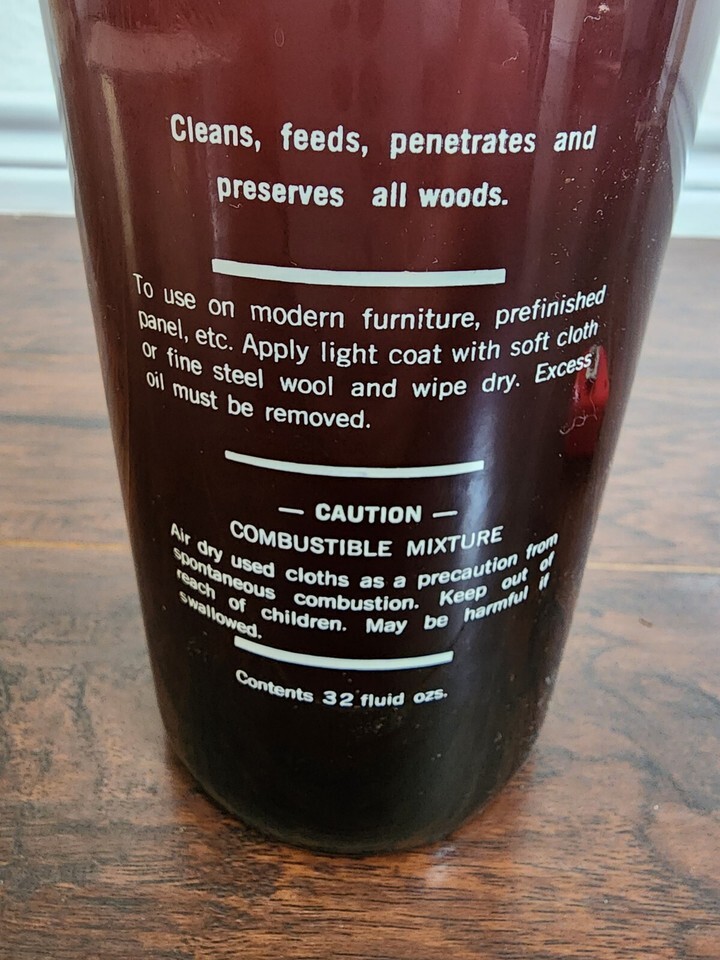 Cleans, feeds, penetrates and
preserves all woods.
To use on modern furniture, prefinished
panel, etc. Apply light coat with soft cloth
or fine steel wool and wipe dry. Excess
oil must be removed.
— CAUTION —
COMBUSTIBLE MIXTURE
Air dry used cloths as a precaution from
spontaneous combustion. Keep out of
reach of children. May be harmful if
swallowed.
Contents 32 fluid ozs.